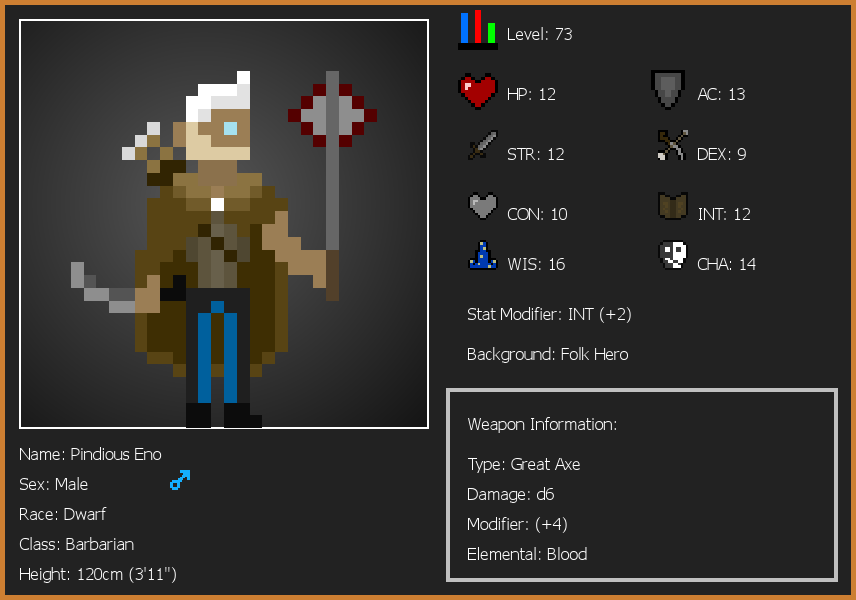 Level: 73
HP: 12
AC: 13
STR: 12
DEX: 9
CON: 10
INT: 12
WIS: 16
CHA: 14
Stat Modifier: INT (+2)
Background: Folk Hero
Weapon Information:
Type: Great Axe
Damage: d6
Modifier: (+4)
Elemental: Blood
Name: Pindious Eno
Sex: Male
Race: Dwarf
Class: Barbarian
Height: 120cm (3'11")